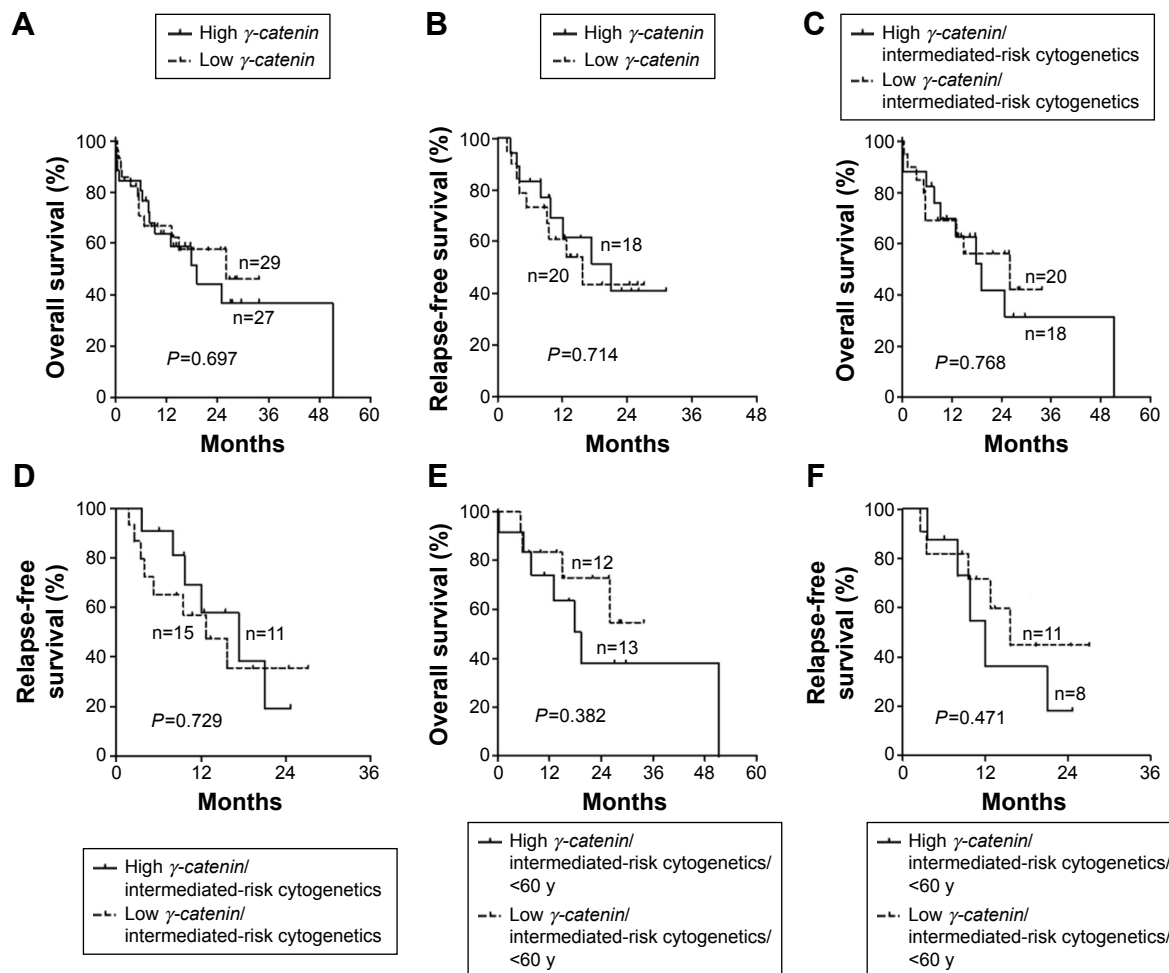 A
High γ-catenin
Low γ-catenin
Overall survival (%)
100
80
60
40
20
0
n=29
n=27
P=0.697
0 12 24 36 48 60
Months
B
High γ-catenin
Low γ-catenin
Relapse-free survival (%)
100
80
60
40
20
0
n=18
n=20
P=0.714
0 12 24 36 48
Months
C
High γ-catenin/
intermediated-risk cytogenetics
Low γ-catenin/
intermediated-risk cytogenetics
Overall survival (%)
100
80
60
40
20
0
n=20
n=18
P=0.768
0 12 24 36 48 60
Months
D
Relapse-free
survival (%)
100
80
60
40
20
0
n=15 n=11
P=0.729
0 12 24 36
Months
High γ-catenin/
intermediated-risk cytogenetics
Low γ-catenin/
intermediated-risk cytogenetics
E
Overall survival (%)
100
80
60
40
20
0
n=12
n=13
P=0.382
0 12 24 36 48 60
Months
High γ-catenin/
intermediated-risk cytogenetics/
<60 y
Low γ-catenin/
intermediated-risk cytogenetics/
<60 y
F
Relapse-free
survival (%)
100
80
60
40
20
0
n=11
n=8
P=0.471
0 12 24 36
Months
High γ-catenin/
intermediated-risk cytogenetics/
<60 y
Low γ-catenin/
intermediated-risk cytogenetics/
<60 y